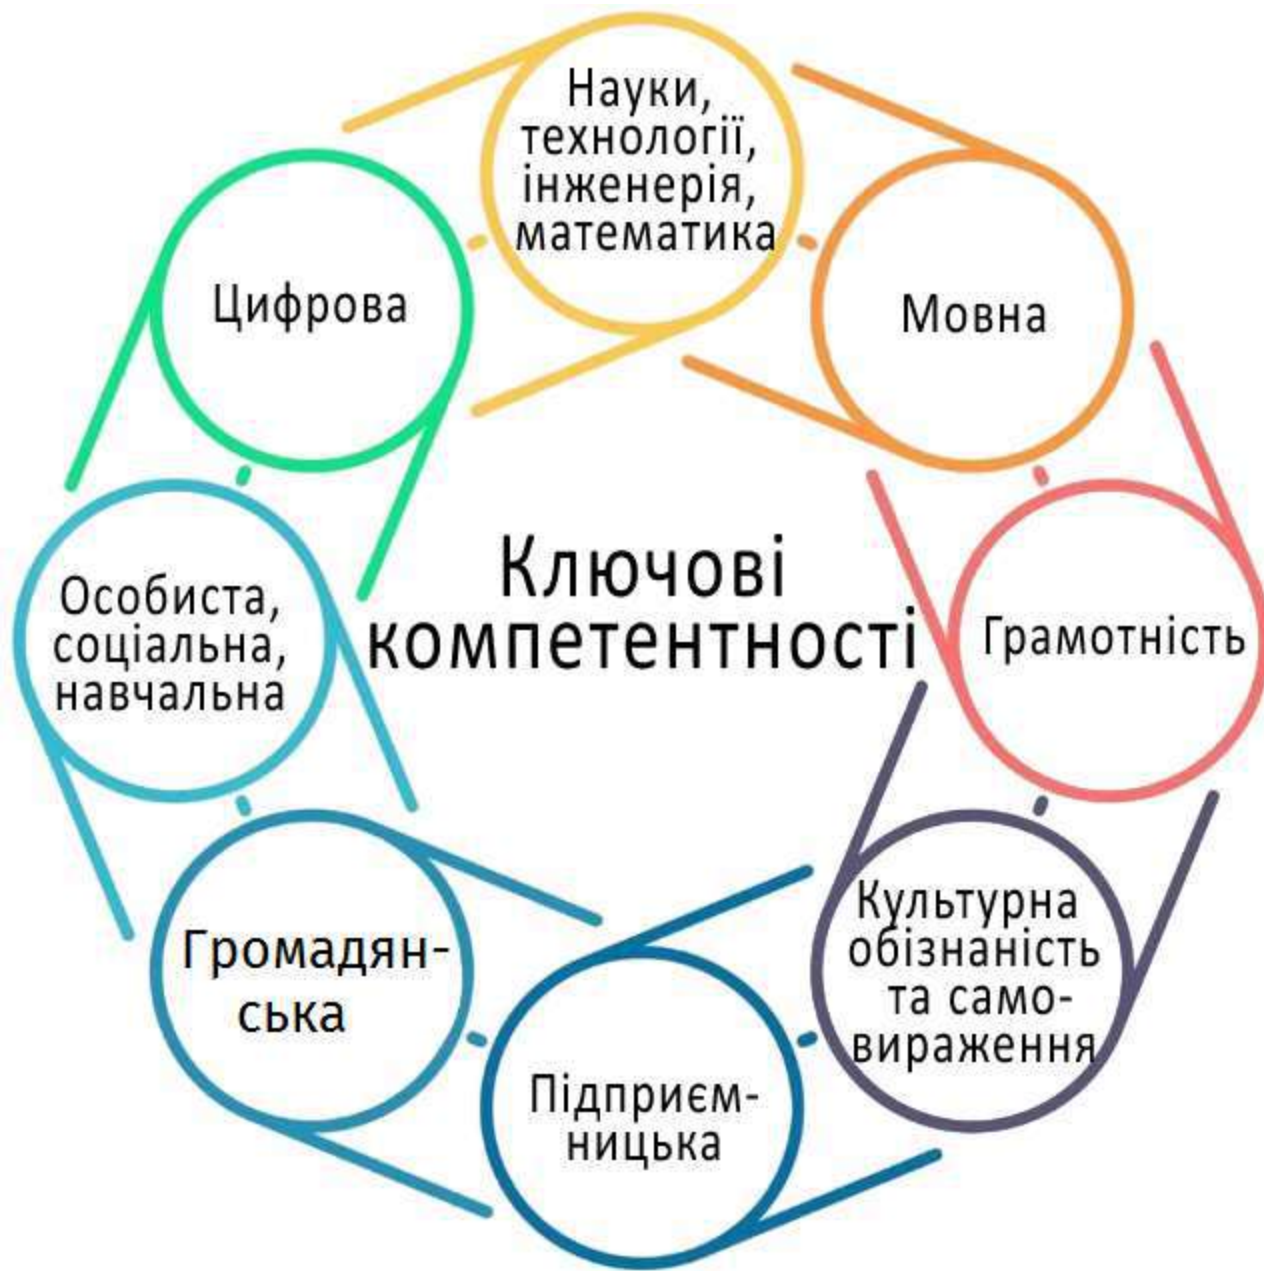 Науки,
технології,
інженерія,
математика
Цифрова
Мовна
Ключові
компетентності
Особиста,
соціальна,
навчальна
Грамотність
Громадян-
ська
Культурна
обізнаність
та само-
вираження
Підприєм-
ницька